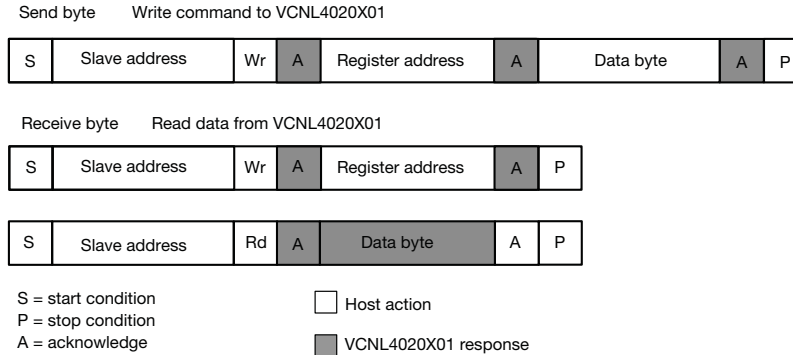 Send byte Write command to VCNL4020X01
S Slave address Wr A Register address A Data byte A P
Receive byte Read data from VCNL4020X01
S Slave address Wr A Register address A P
S Slave address Rd A Data byte A P
S = start condition
P = stop condition
A = acknowledge
Host action
VCNL4020X01 response